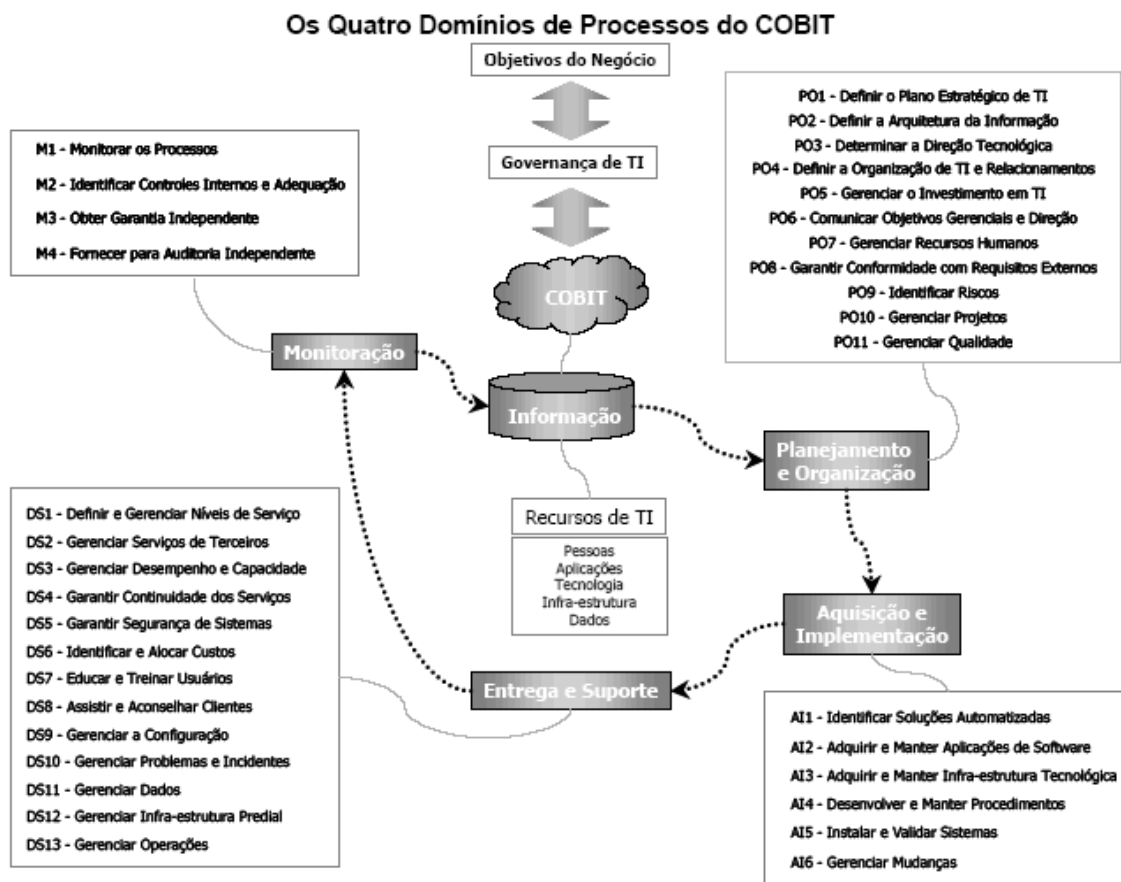 Os Quatro Domínios de Processos do COBIT
Objetivos do Negócio
Governança de TI
COBIT
M1 - Monitorar os Processos
M2 - Identificar Controles Internos e Adequação
M3 - Obter Garantia Independente
M4 - Fornecer para Auditoria Independente
PO1 - Definir o Plano Estratégico de TI
PO2 - Definir a Arquitetura da Informação
PO3 - Determinar a Direção Tecnológica
PO4 - Definir a Organização de TI e Relacionamentos
PO5 - Gerenciar o Investimento em TI
PO6 - Comunicar Objetivos Gerenciais e Direção
PO7 - Gerenciar Recursos Humanos
PO8 - Garantir Conformidade com Requisitos Externos
PO9 - Identificar Riscos
PO10 - Gerenciar Projetos
PO11 - Gerenciar Qualidade
Monitoração
Informação
Planejamento
e Organização
Recursos de TI
Pessoas
Aplicações
Tecnologia
Infra-estrutura
Dados
Aquisição e
Implementação
Entrega e Suporte
DS1 - Definir e Gerenciar Níveis de Serviço
DS2 - Gerenciar Serviços de Terceiros
DS3 - Gerenciar Desempenho e Capacidade
DS4 - Garantir Continuidade dos Serviços
DS5 - Garantir Segurança de Sistemas
DS6 - Identificar e Alocar Custos
DS7 - Educar e Treinar Usuários
DS8 - Assistir e Aconselhar Clientes
DS9 - Gerenciar a Configuração
DS10 - Gerenciar Problemas e Incidentes
DS11 - Gerenciar Dados
DS12 - Gerenciar Infra-estrutura Predial
DS13 - Gerenciar Operações
AI1 - Identificar Soluções Automatizadas
AI2 - Adquirir e Manter Aplicações de Software
AI3 - Adquirir e Manter Infra-estrutura Tecnológica
AI4 - Desenvolver e Manter Procedimentos
AI5 - Instalar e Validar Sistemas
AI6 - Gerenciar Mudanças